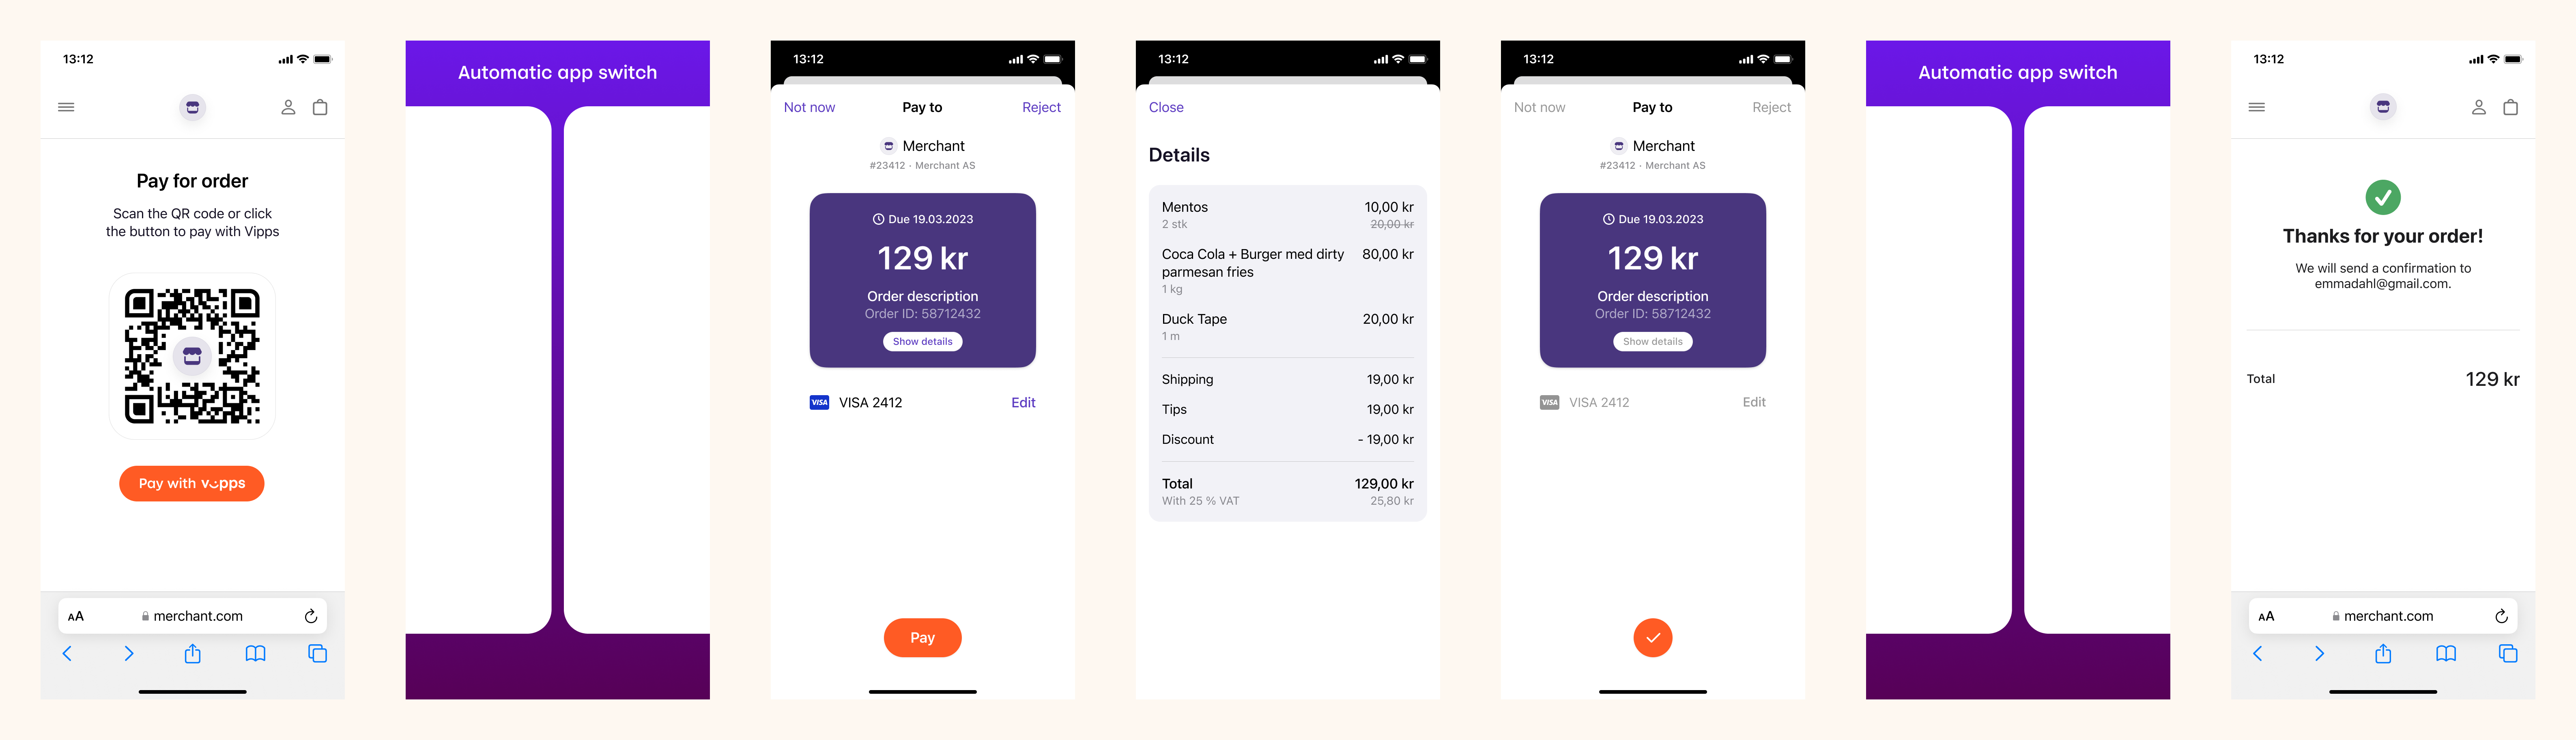 13:12
Pay for order
Scan the QR code or click
the button to pay with Vipps
Pay with vipps
AA merchant.com
Automatic app switch
13:12
Not now Pay to Reject
Merchant
#23412 · Merchant AS
Due 19.03.2023
129 kr
Order description
Order ID: 58712432
Show details
VISA VISA 2412 Edit
Pay
13:12
Close
Details
Mentos 10,00 kr
2 stk 20,00 kr
Coca Cola + Burger med dirty 80,00 kr
parmesan fries
1 kg
Duck Tape 20,00 kr
1 m
Shipping 19,00 kr
Tips 19,00 kr
Discount - 19,00 kr
Total 129,00 kr
With 25 % VAT 25,80 kr
13:12
Not now Pay to Reject
Merchant
#23412 · Merchant AS
Due 19.03.2023
129 kr
Order description
Order ID: 58712432
Show details
VISA VISA 2412 Edit
Automatic app switch
13:12
Thanks for your order!
We will send a confirmation to
emmadahl@gmail.com.
Total 129 kr
AA merchant.com